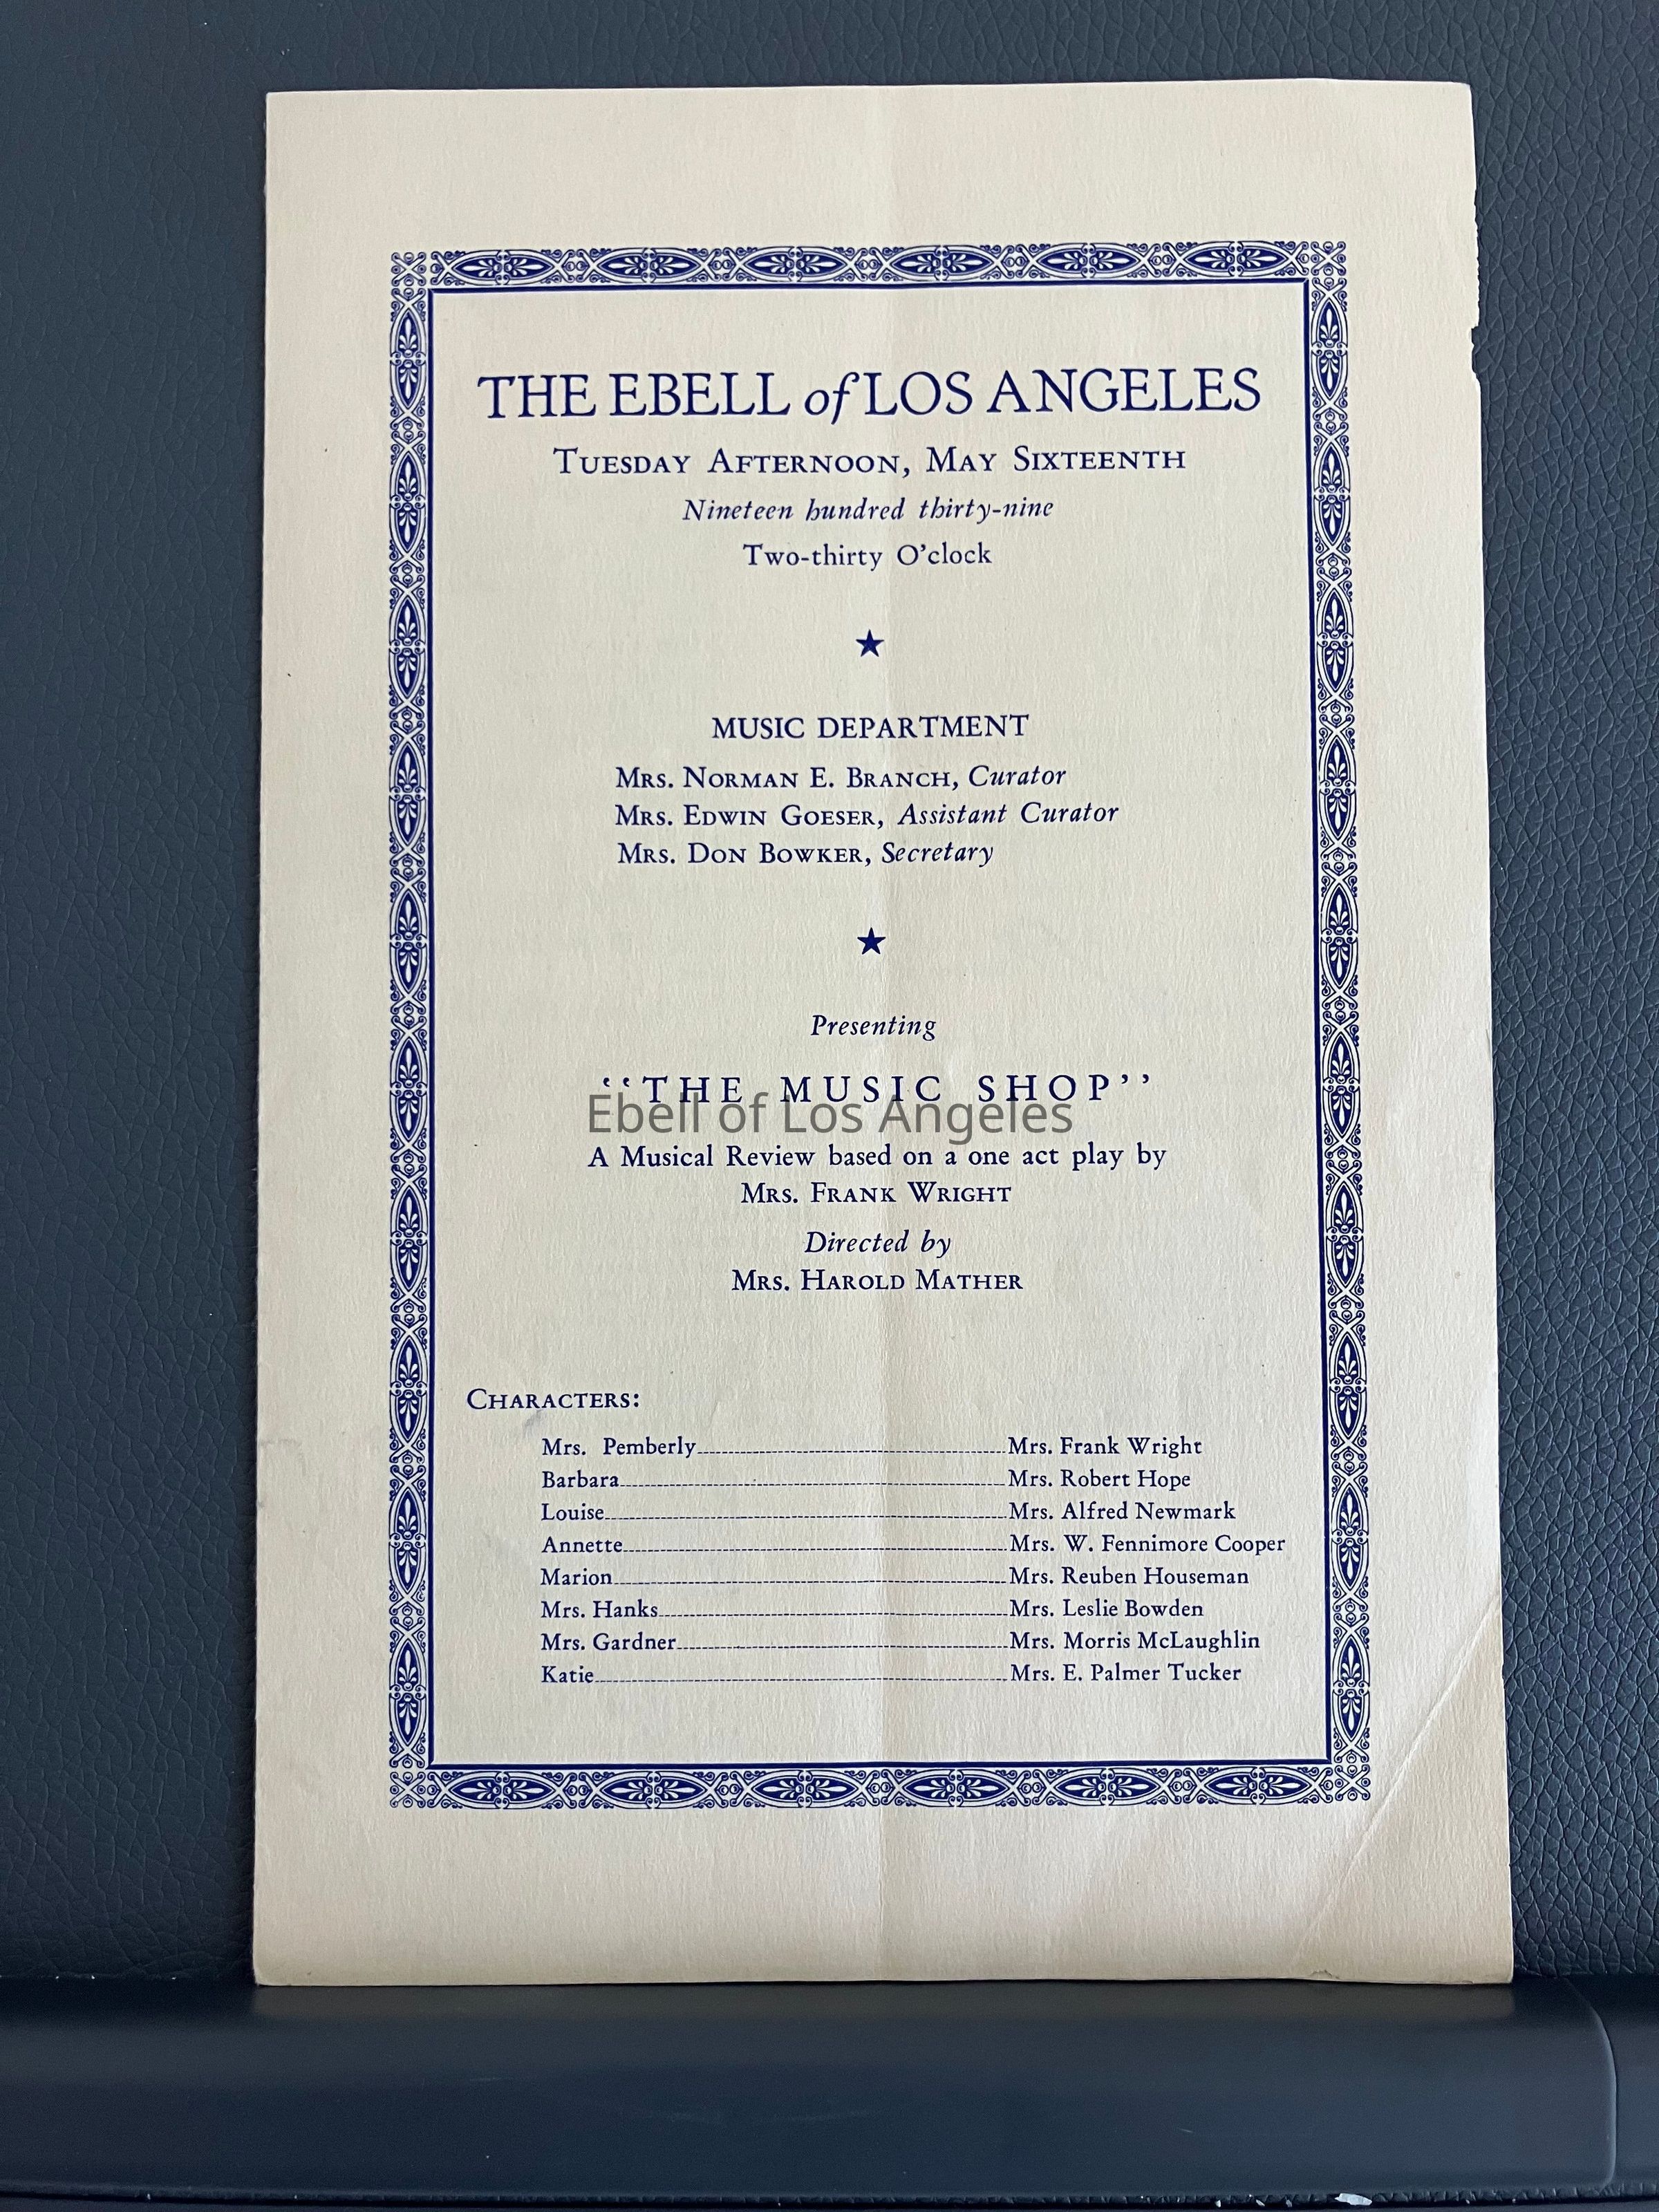 THE EBELL of LOS ANGELES
TUESDAY AFTERNOON, MAY SIXTEENTH
Nineteen hundred thirty-nine
Two-thirty O'clock
★
MUSIC DEPARTMENT
MRS. NORMAN E. BRANCH, Curator
MRS. EDWIN GOESER, Assistant Curator
MRS. DON BOWKER, Secretary
★
Presenting
"THE MUSIC SHOP"
Ebell of Los Angeles
A Musical Review based on a one act play by
MRS. FRANK WRIGHT
Directed by
MRS. HAROLD MATHER
CHARACTERS:
Mrs. Pemberly Mrs. Frank Wright
Barbara Mrs. Robert Hope
Louise Mrs. Alfred Newmark
Annette Mrs. W. Fennimore Cooper
Marion Mrs. Reuben Houseman
Mrs. Hanks Mrs. Leslie Bowden
Mrs. Gardner Mrs. Morris McLaughlin
Katie Mrs. E. Palmer Tucker